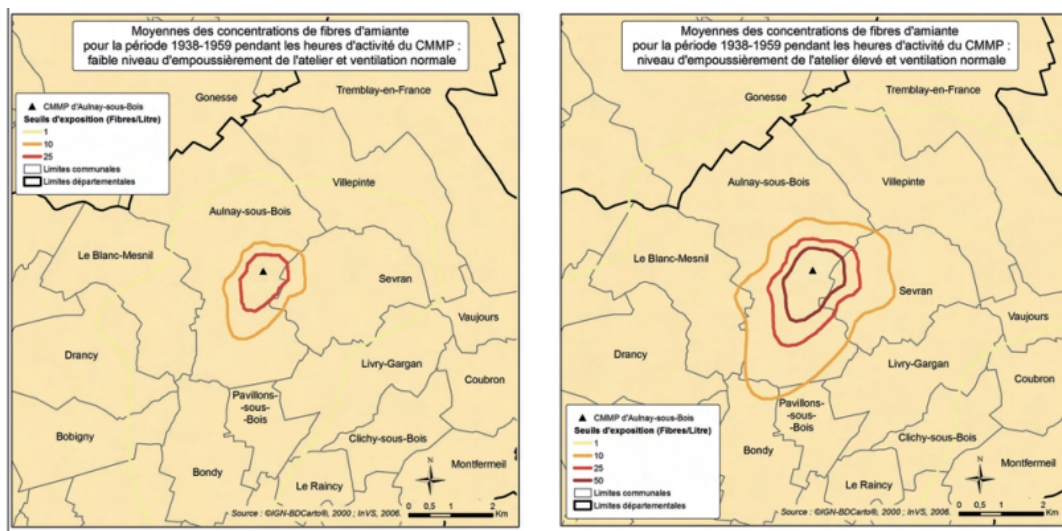 Moyennes des concentrations de fibres d'amiante
pour la période 1938-1959 pendant les heures d'activité du CMMP :
faible niveau d'empoussièrement de l'atelier et ventilation normale
Gonesse
Tremblay-en-France
CMMP d'Aulnay-sous-Bois
Seuils d'exposition (Fibres/Litre)
1
10
25
Limites communales
Limites départementales
Villepinte
Aulnay-sous-Bois
Le Blanc-Mesnil
Sevran
Vaujours
Drancy
Livry-Gargan
Coubron
Pavillons-
-sous-
-Bois
Bobigny
Clichy-sous-Bois
Bondy
Montfermeil
Le Raincy
N
0 0,5 1 2
Km
Source : ©IGN-BDCarto®, 2000 ; InVS, 2006.
Moyennes des concentrations de fibres d'amiante
pour la période 1938-1959 pendant les heures d'activité du CMMP :
niveau d'empoussièrement de l'atelier élevé et ventilation normale
Gonesse
Tremblay-en-France
Aulnay-sous-Bois
Villepinte
Le Blanc-Mesnil
Sevran
Vaujours
Drancy
Livry-Gargan
Coubron
Pavillons-
-sous-
-Bois
CMMP d'Aulnay-sous-Bois
Seuils d'exposition (Fibres/Litre)
1
10
25
50
Limites communales
Limites départementales
Clichy-sous-Bois
Bondy
Montfermeil
Le Raincy
N
0 0,5 1 2
Km
Source : ©IGN-BDCarto®, 2000 ; InVS, 2006.